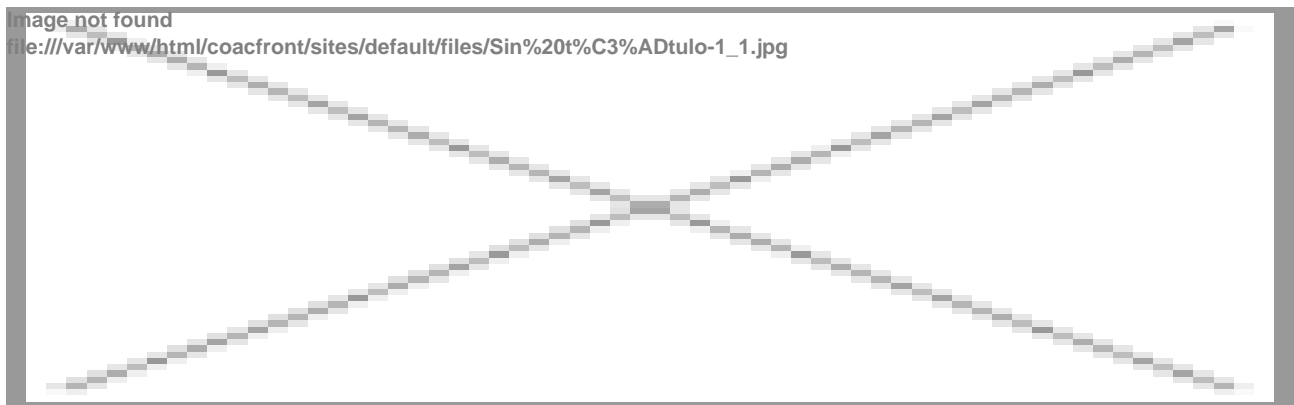 Image not found
file:///var/www/html/coacfront/sites/default/files/Sin%20t%C3%ADtulo-1_1.jpg